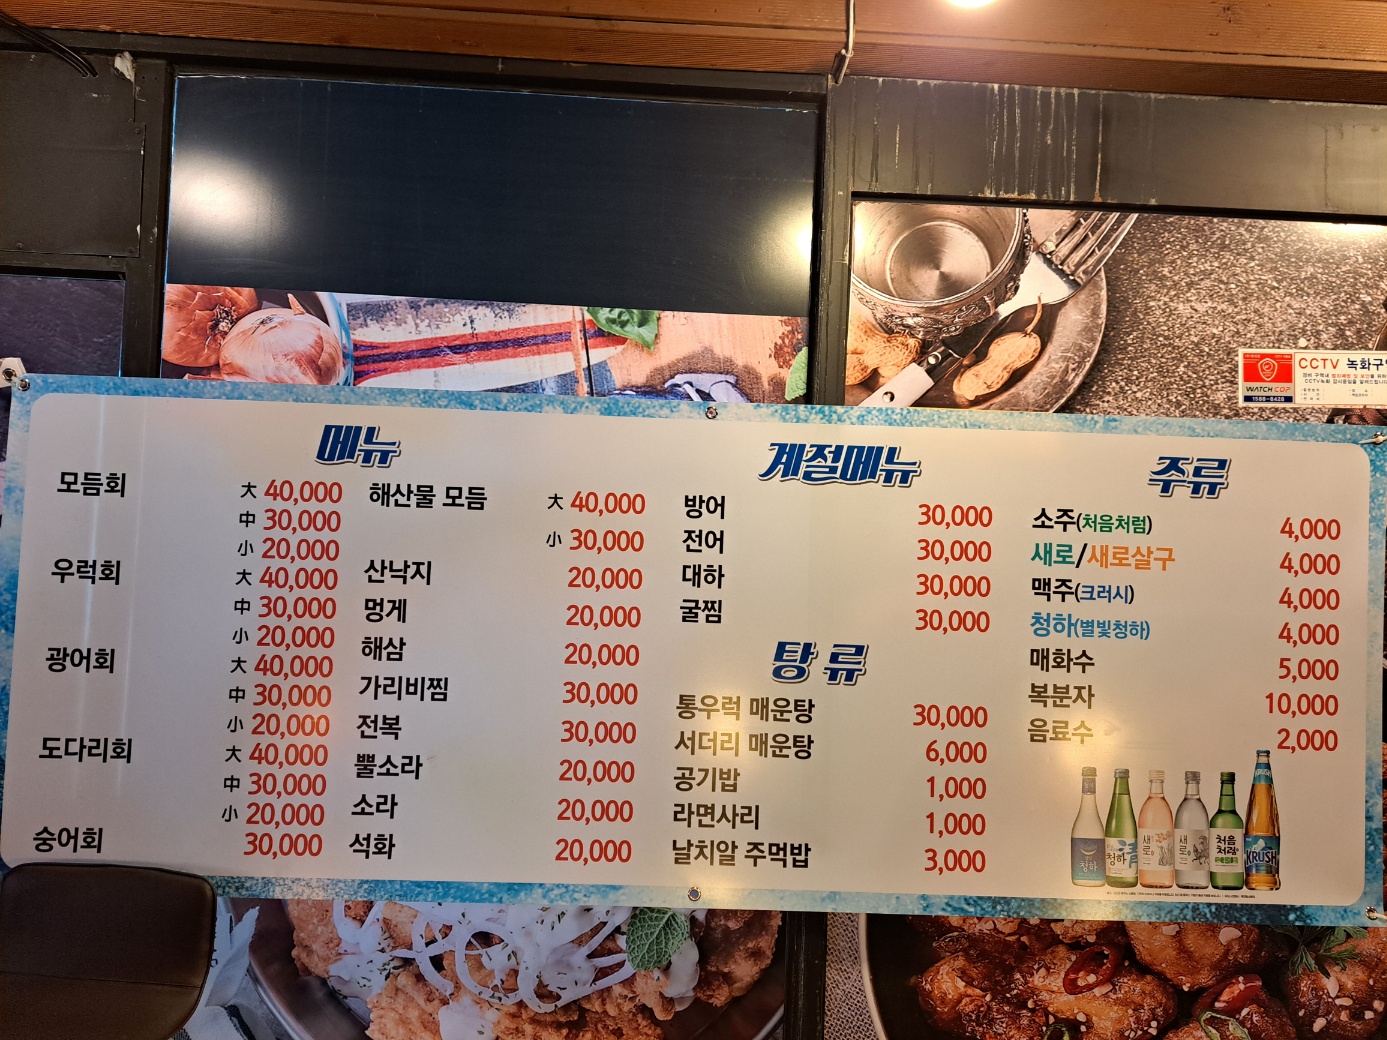 CCTV 녹화구
WATCH COP
1588-6428
메뉴
모듬회 大 40,000
中 30,000
小 20,000
우럭회 大 40,000
中 30,000
小 20,000
광어회 大 40,000
中 30,000
小 20,000
도다리회 大 40,000
中 30,000
小 20,000
숭어회 30,000
해산물 모듬 大 40,000
小 30,000
산낙지 20,000
멍게 20,000
해삼 20,000
가리비찜 30,000
전복 30,000
뿔소라 20,000
소라 20,000
석화 20,000
계절메뉴
방어 30,000
전어 30,000
대하 30,000
굴찜 30,000
탕 류
통우럭 매운탕 30,000
서더리 매운탕 6,000
공기밥 1,000
라면사리 1,000
날치알 주먹밥 3,000
주류
소주(처음처럼) 4,000
새로/새로살구 4,000
맥주(크러시) 4,000
청하(별빛청하) 4,000
매화수 5,000
복분자 10,000
음료수 2,000
청하
청하 淸
새로
새로
처음처럼
KRUSH
KRUSH